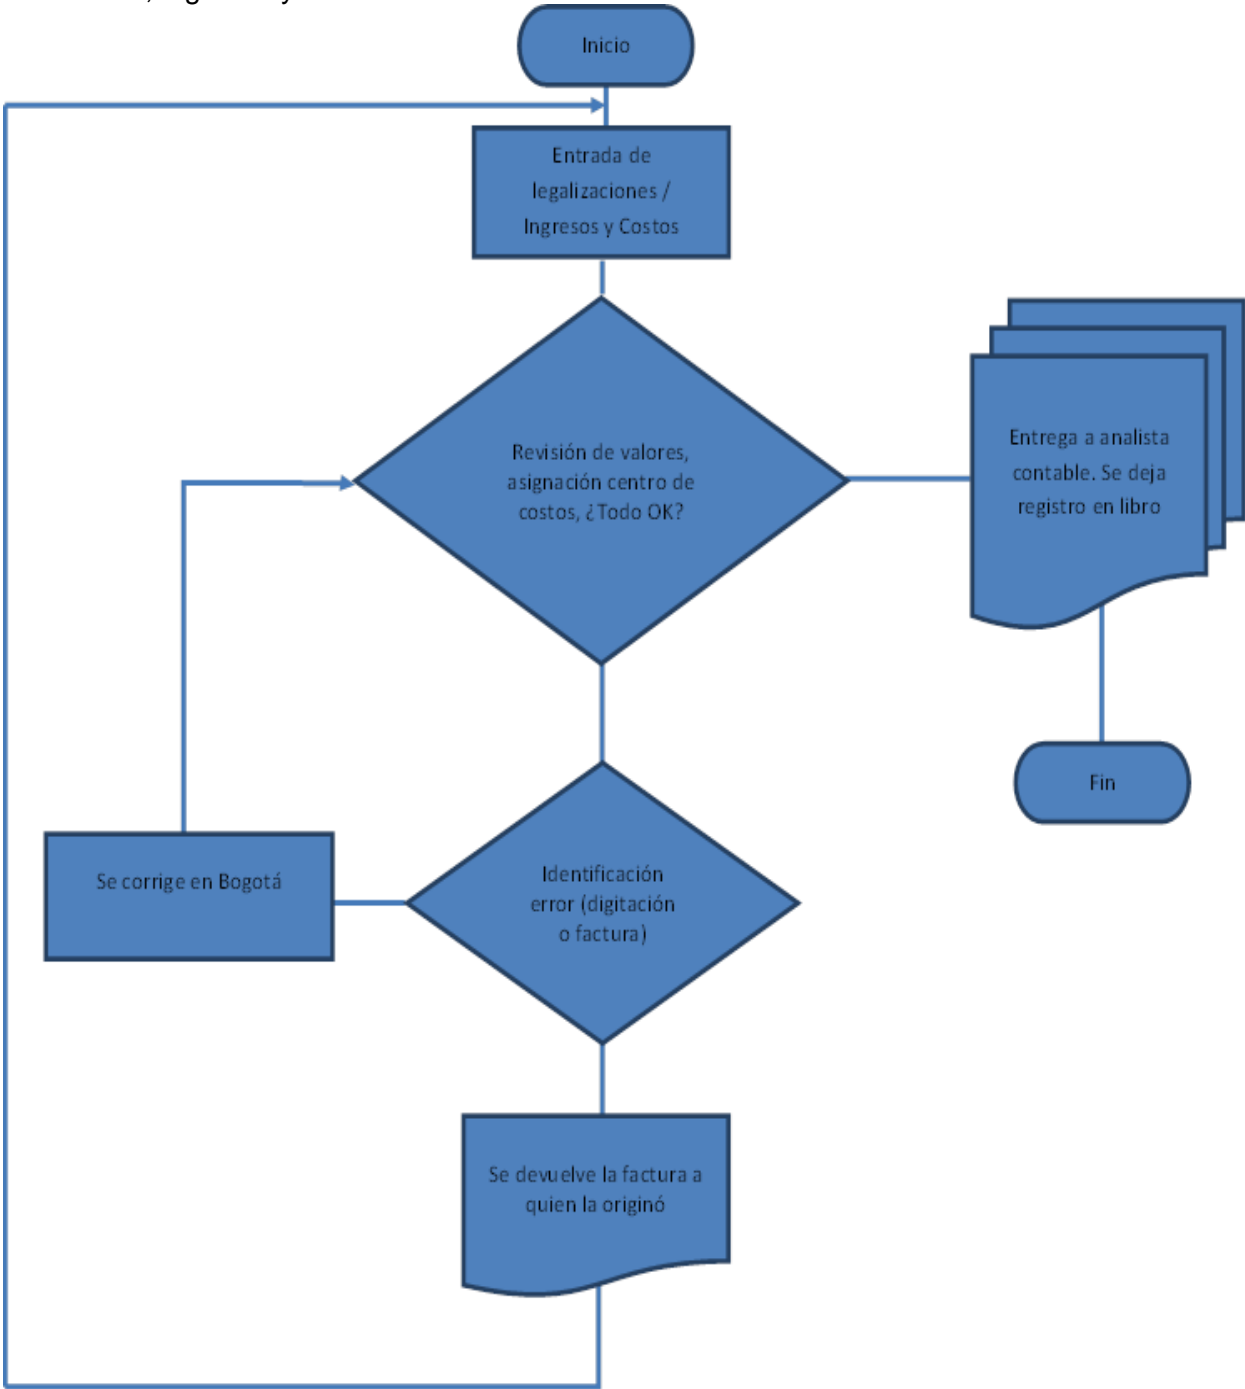 Inicio
Entrada de
legalizaciones /
Ingresos y Costos
Revisión de valores,
asignación centro de
costos, ¿Todo OK?
Entrega a analista
contable. Se deja
registro en libro
Fin
Se corrige en Bogotá
Identificación
error (digitación
o factura)
Se devuelve la factura a
quien la originó